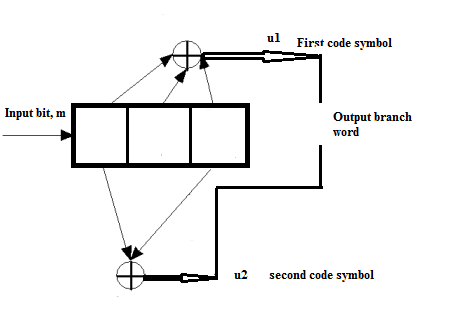 u1
First code symbol
Input bit, m
Output branch
word
u2
second code symbol